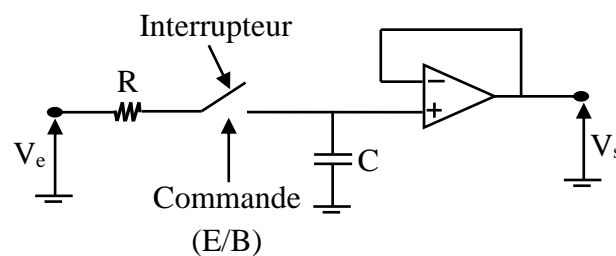 Interrupteur
R
−
+
Ve
C
Vs
Commande
(E/B)